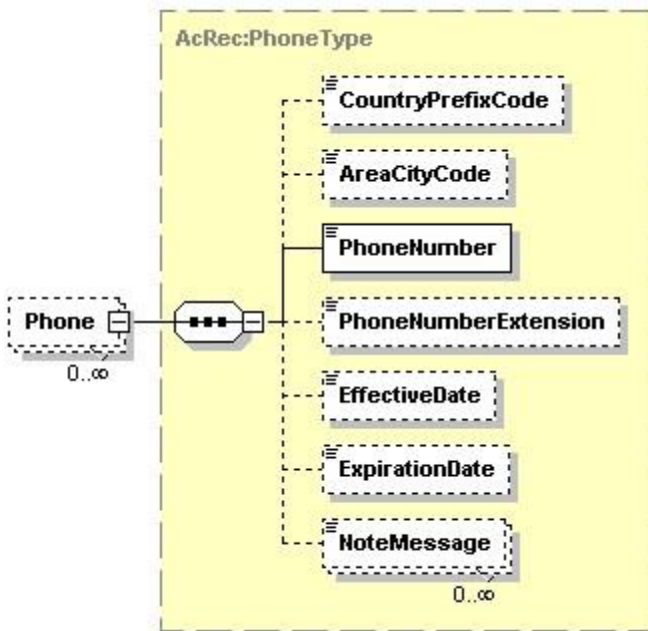 AcRec:PhoneType
CountryPrefixCode
AreaCityCode
PhoneNumber
Phone
0..∞
PhoneNumberExtension
EffectiveDate
ExpirationDate
NoteMessage
0..∞